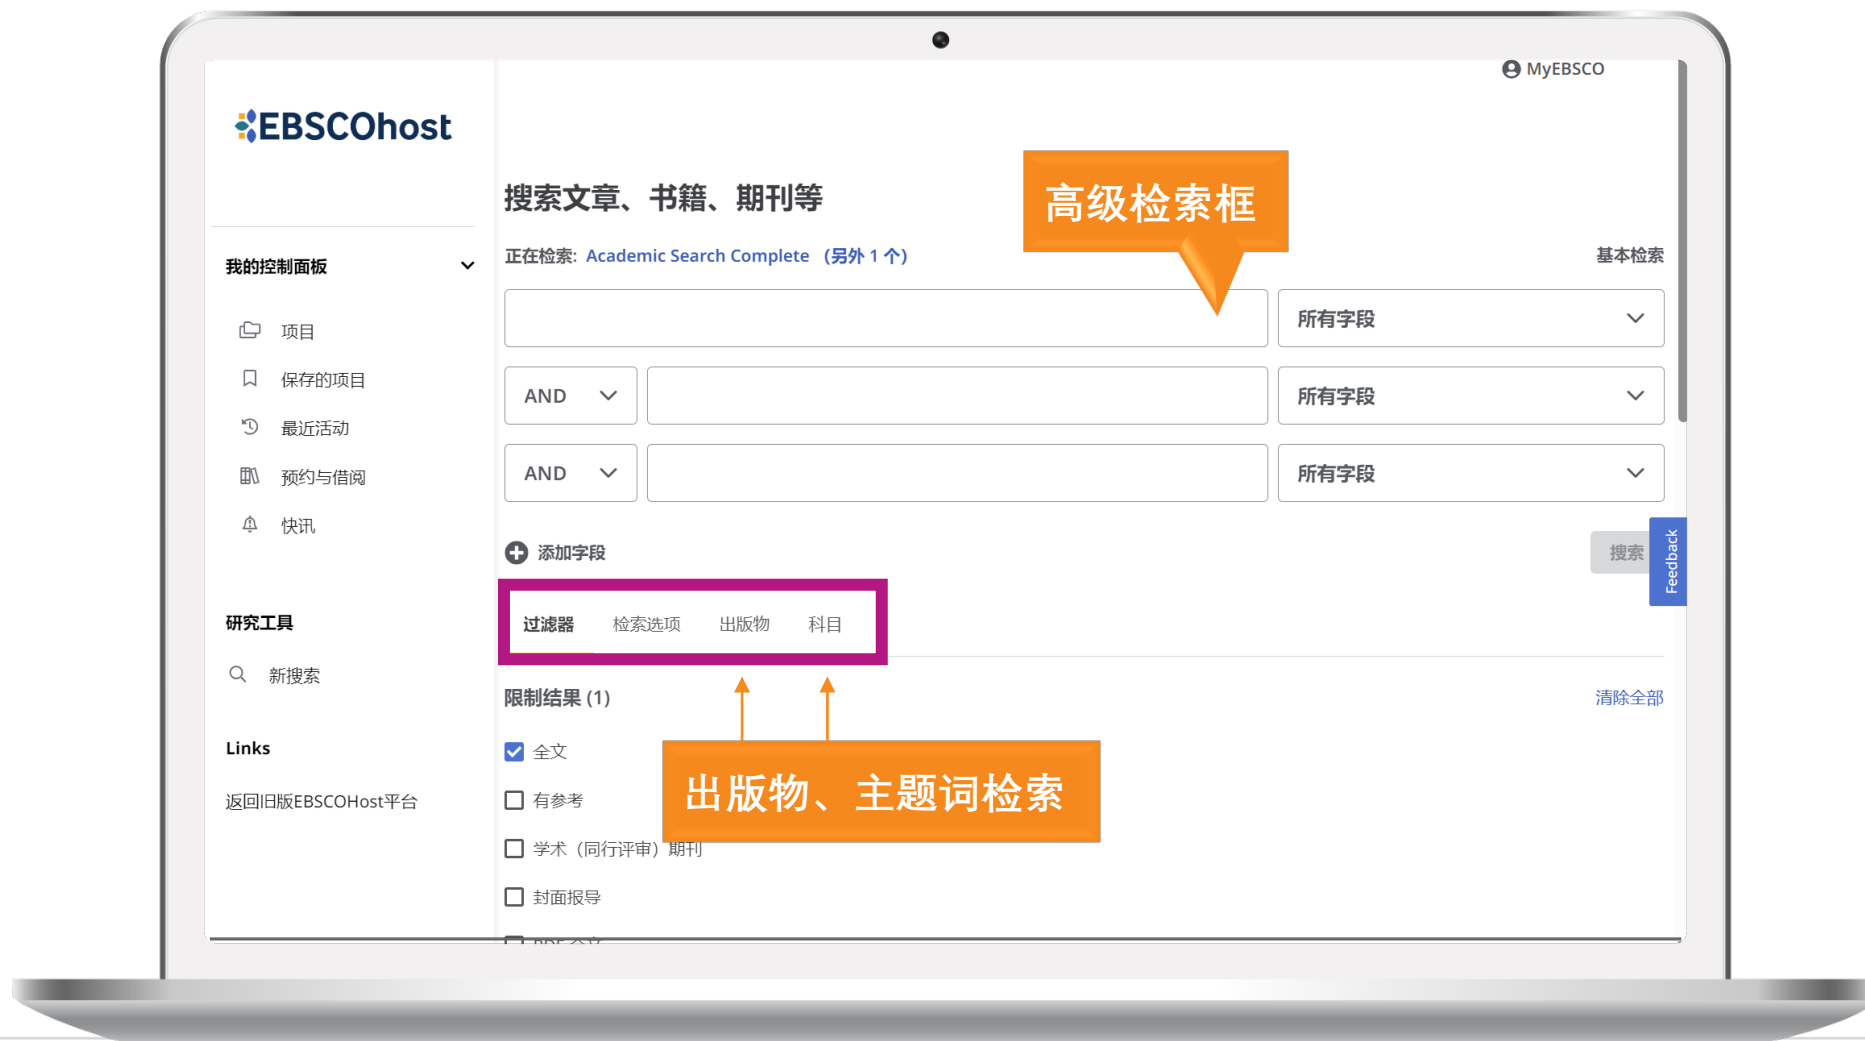 MyEBSCO
EBSCOhost
搜索文章、书籍、期刊等
高级检索框
我的控制面板
正在检索: Academic Search Complete （另外 1 个）
基本检索
所有字段
项目
保存的项目
AND
所有字段
最近活动
预约与借阅
AND
所有字段
快讯
添加字段
搜索
Feedback
研究工具
过滤器 检索选项 出版物 科目
新搜索
限制结果 (1)
清除全部
Links
全文
出版物、主题词检索
返回旧版EBSCOHost平台
有参考
学术（同行评审）期刊
封面报导